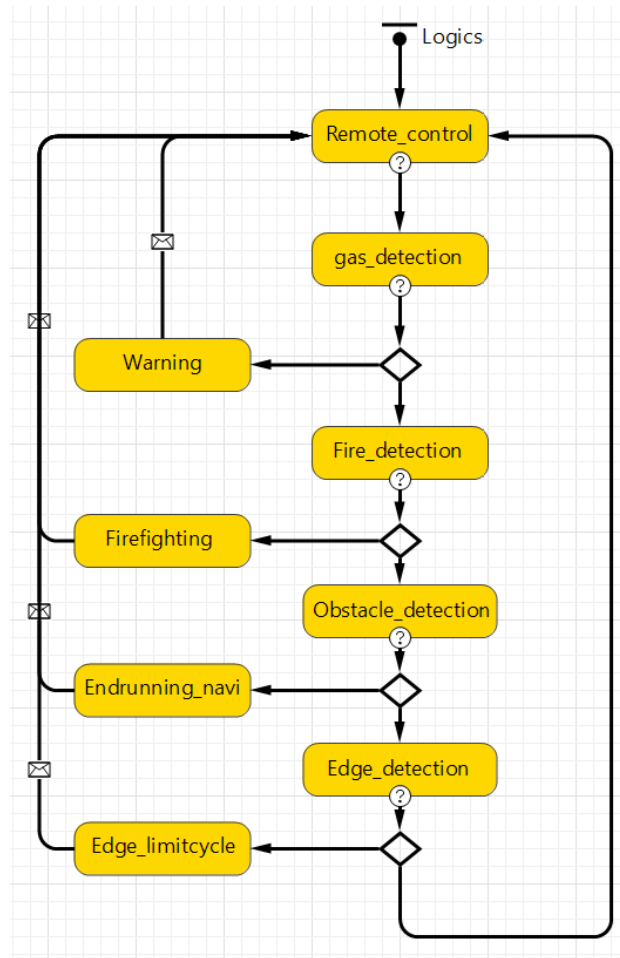 Logics
Remote_control
?
gas_detection
?
Warning
Fire_detection
?
Firefighting
Obstacle_detection
?
Endrunning_navi
Edge_detection
?
Edge_limitcycle